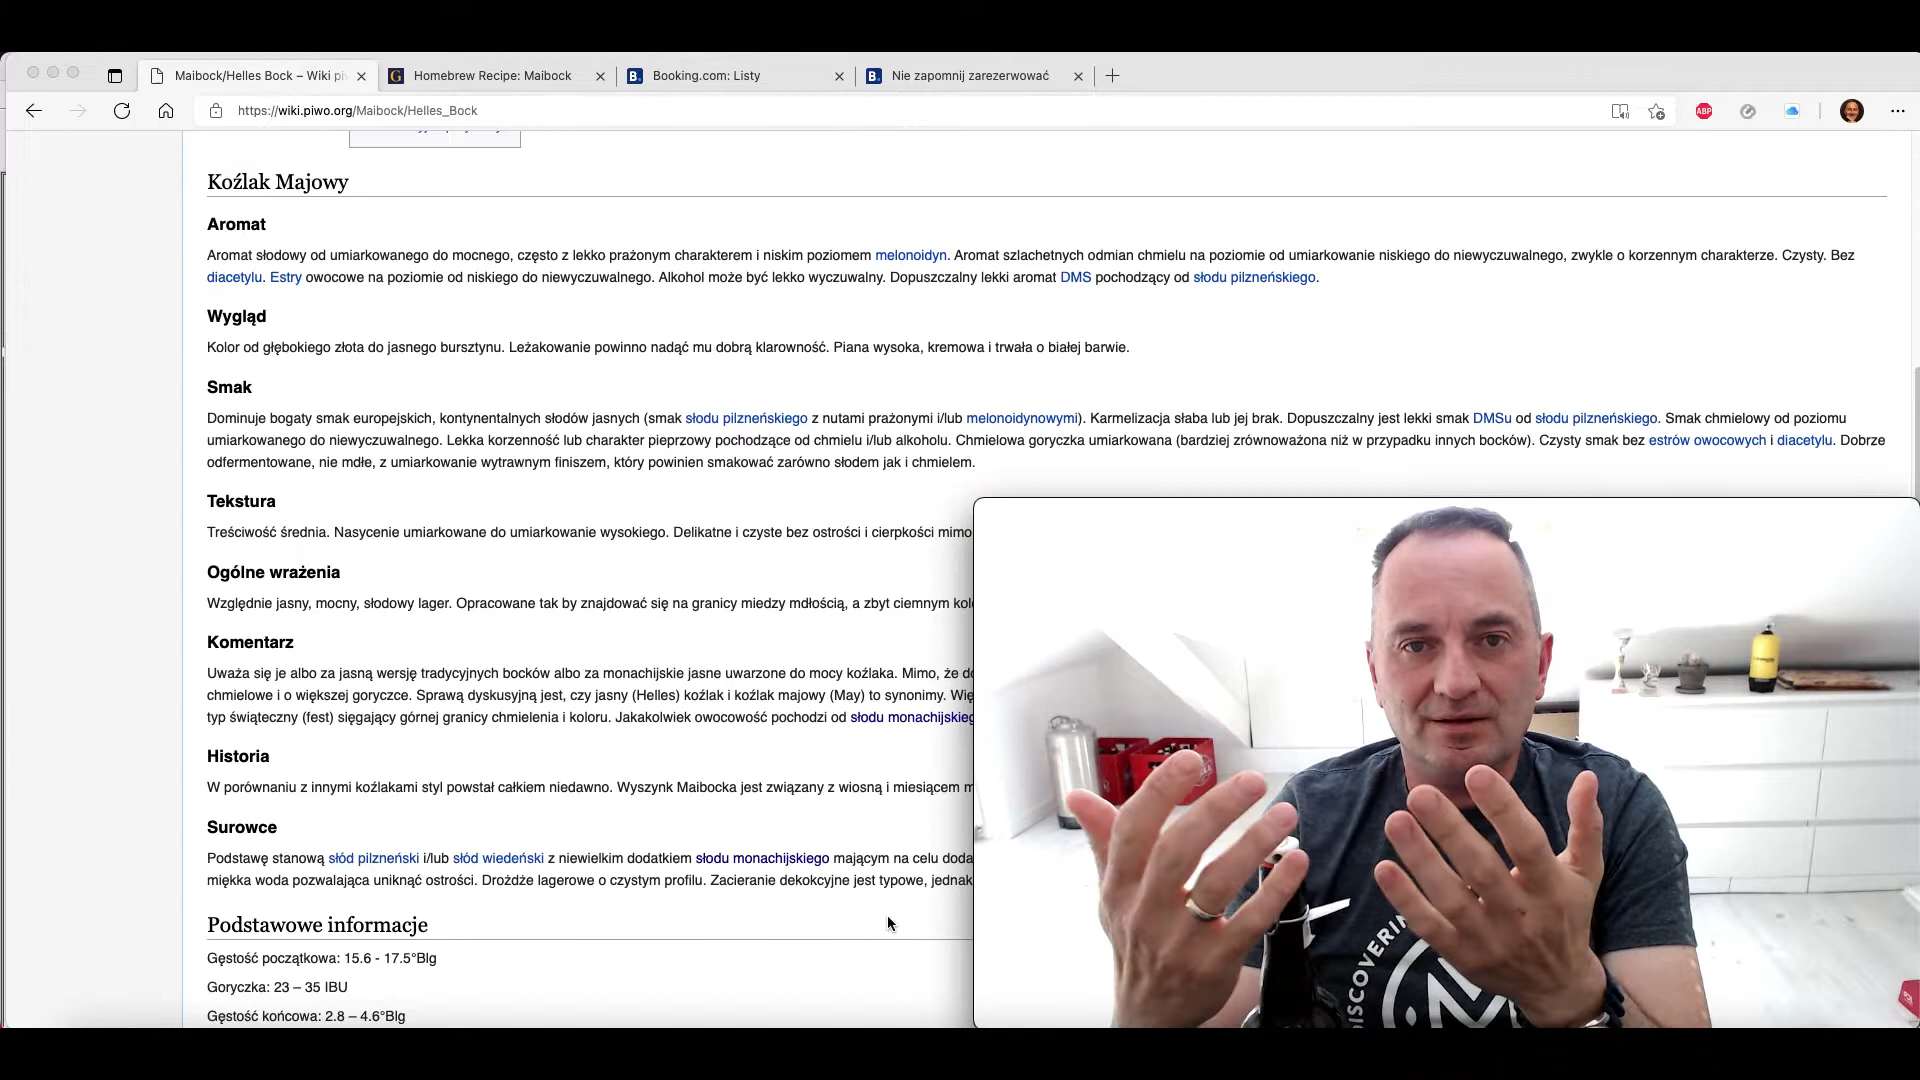 Maibock/Helles Bock – Wiki
Homebrew Recipe: Maibock
Booking.com: Listy
Nie zapomnij zarezerwować
https://wiki.piwo.org/Maibock/Helles_Bock
ABP
Koźlak Majowy
Aromat
Aromat słodowy od umiarkowanego do mocnego, często z lekko prażonym charakterem i niskim poziomem melonoidyn. Aromat szlachetnych odmian chmielu na poziomie od umiarkowanie niskiego do niewyczuwalnego, zwykle o korzennym charakterze. Czysty. Bez
diacetylu. Estry owocowe na poziomie od niskiego do niewyczuwalnego. Alkohol może być lekko wyczuwalny. Dopuszczalny lekki aromat DMS pochodzący od słodu pilzneńskiego.
Wygląd
Kolor od głębokiego złota do jasnego bursztynu. Leżakowanie powinno nadąć mu dobrą klarowność. Piana wysoka, kremowa i trwała o białej barwie.
Smak
Dominuje bogaty smak europejskich, kontynentalnych słodów jasnych (smak słodu pilzneńskiego z nutami prażonymi i/lub melonoidynowymi). Karmelizacja słaba lub jej brak. Dopuszczalny jest lekki smak DMSu od słodu pilzneńskiego. Smak chmielowy od poziomu
umiarkowanego do niewyczuwalnego. Lekka korzenność lub charakter pieprzowy pochodzące od chmielu i/lub alkoholu. Chmielowa goryczka umiarkowana (bardziej zrównoważona niż w przypadku innych bocków). Czysty smak bez estrów owocowych i diacetylu. Dobrze
odfermentowane, nie mdłe, z umiarkowanie wytrawnym finiszem, który powinien smakować zarówno słodem jak i chmielem.
Tekstura
Treściwość średnia. Nasycenie umiarkowane do umiarkowanie wysokiego. Delikatne i czyste bez ostrości i cierpkości mimo
Ogólne wrażenia
Względnie jasny, mocny, słodowy lager. Opracowane tak by znajdować się na granicy miedzy mdłością, a zbyt ciemnym
Komentarz
Uważa się je albo za jasną wersję tradycyjnych bocków albo za monachijskie jasne uwarzone do mocy koźlaka. Mimo, że
chmielowe i o większej goryczce. Sprawą dyskusyjną jest, czy jasny (Helles) koźlak i koźlak majowy (May) to synonimy.
typ świąteczny (fest) sięgający górnej granicy chmielenia i koloru. Jakakolwiek owocowość pochodzi od słodu
Historia
W porównaniu z innymi koźlakami styl powstał całkiem niedawno. Wyszynk Maibocka jest związany z wiosną i miesiącem
Surowce
Podstawę stanową słód pilzneński i/lub słód wiedeński z niewielkim dodatkiem słodu monachijskiego mającym na celu
miękka woda pozwalająca uniknąć ostrości. Drożdże lagerowe o czystym profilu. Zacieranie dekokcyjne jest typowe,
Podstawowe informacje
Gęstość początkowa: 15.6 - 17.5°Blg
Goryczka: 23 – 35 IBU
Gęstość końcowa: 2.8 – 4.6°Blg